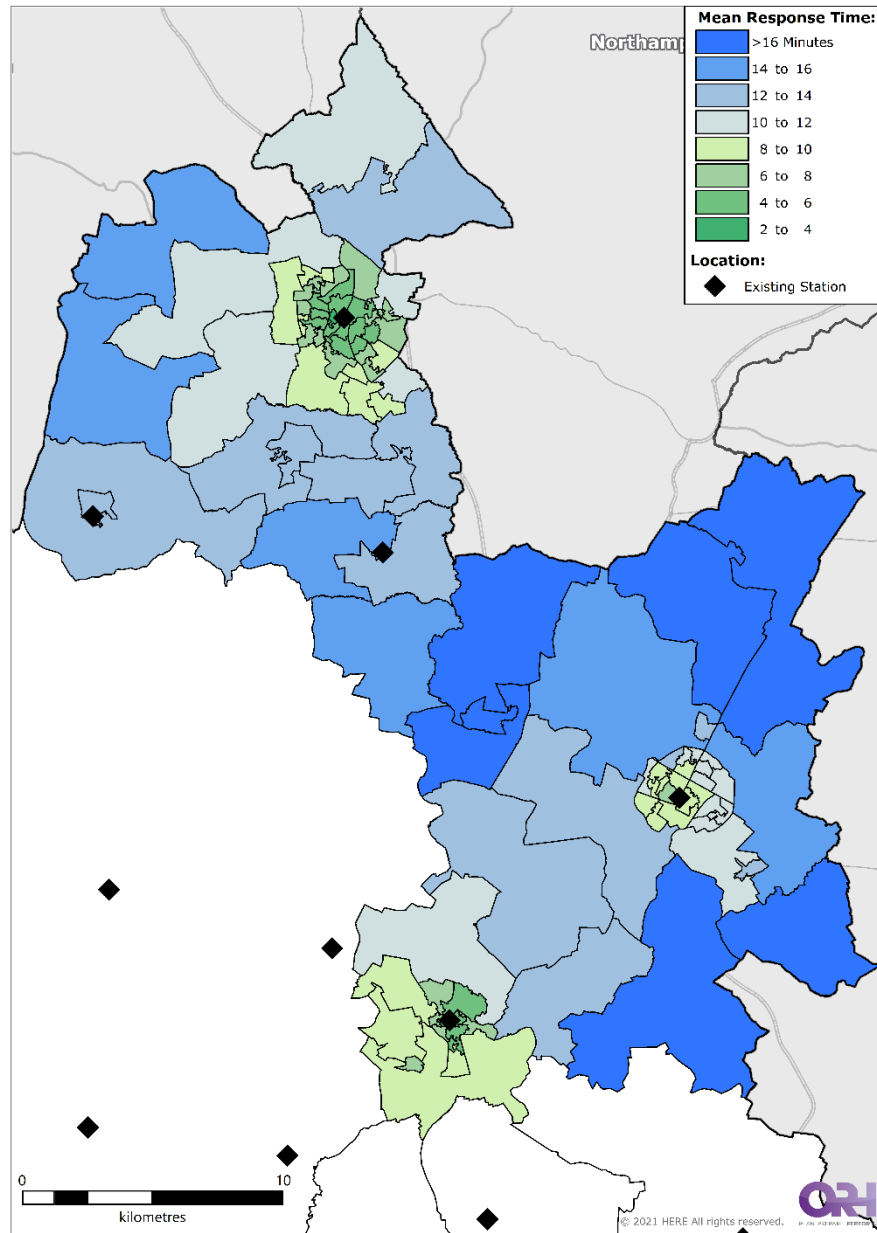 Northamp
Mean Response Time:
>16 Minutes
14 to 16
12 to 14
10 to 12
8 to 10
6 to 8
4 to 6
2 to 4
Location:
Existing Station
0 10
kilometres
© 2021 HERE All rights reserved.
ORH